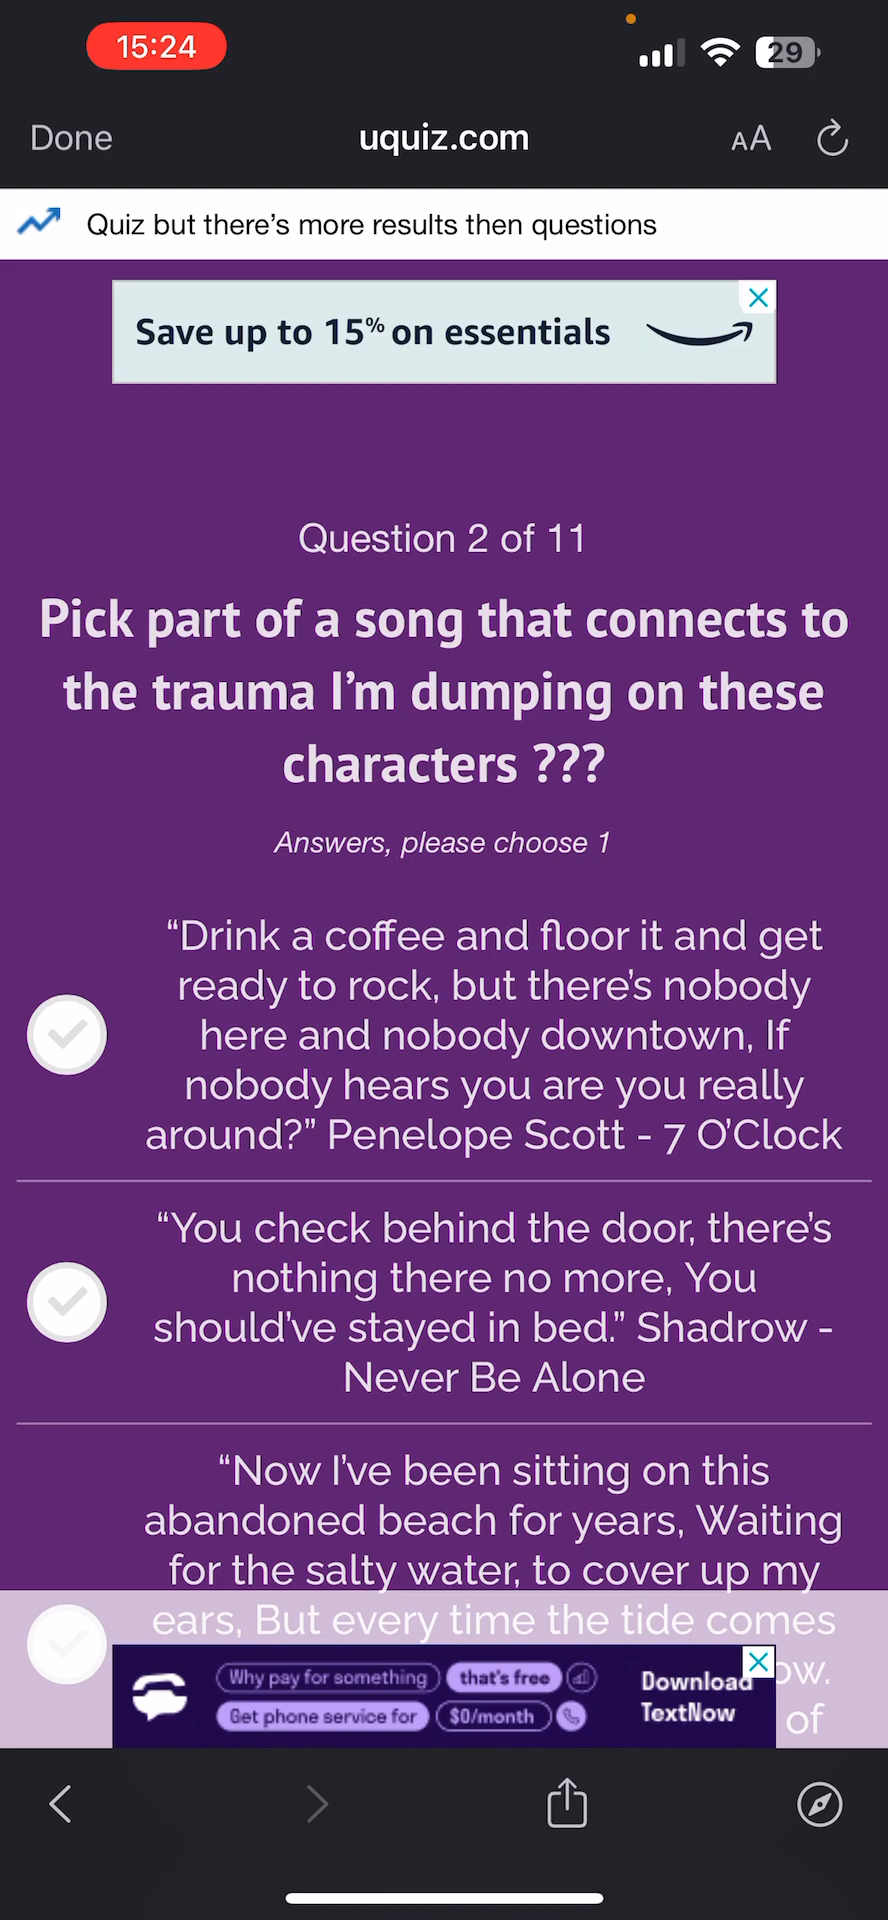 15:24
29
Done
uquiz.com
AA
Quiz but there's more results then questions
Save up to 15% on essentials
Question 2 of 11
Pick part of a song that connects to
the trauma I'm dumping on these
characters ???
Answers, please choose 1
“Drink a coffee and floor it and get
ready to rock, but there's nobody
here and nobody downtown, If
nobody hears you are you really
around?” Penelope Scott - 7 O'Clock
“You check behind the door, there's
nothing there no more, You
should've stayed in bed.” Shadrow -
Never Be Alone
“Now I've been sitting on this
abandoned beach for years, Waiting
for the salty water, to cover up my
ears, But every time the tide comes
of
Why pay for something that's free
Get phone service for $0/month
Download
TextNow